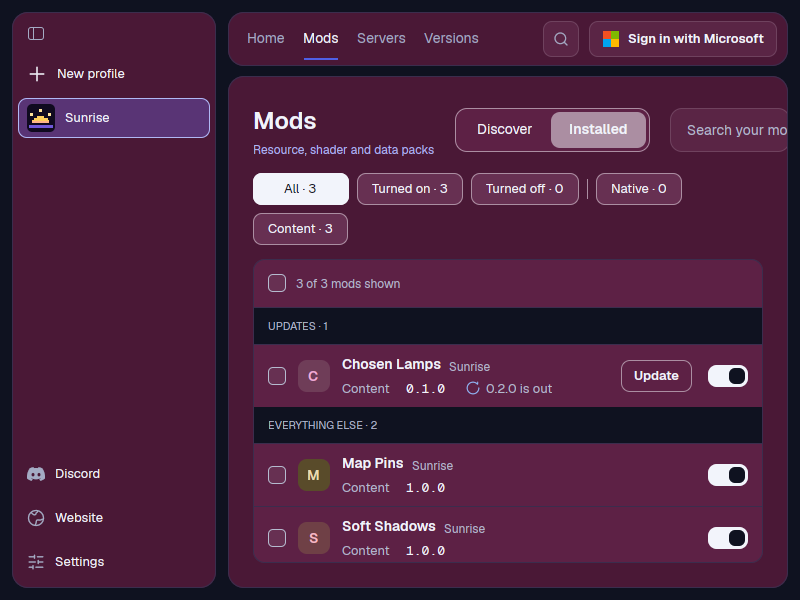 New profile
Sunrise
Discord
Website
Settings
Home Mods Servers Versions
Sign in with Microsoft
Mods
Resource, shader and data packs
Discover Installed
Search your mo
All · 3 Turned on · 3 Turned off · 0 Native · 0
Content · 3
3 of 3 mods shown
UPDATES · 1
C
Chosen Lamps Sunrise
Content 0.1.0 0.2.0 is out
Update
EVERYTHING ELSE · 2
M
Map Pins Sunrise
Content 1.0.0
S
Soft Shadows Sunrise
Content 1.0.0